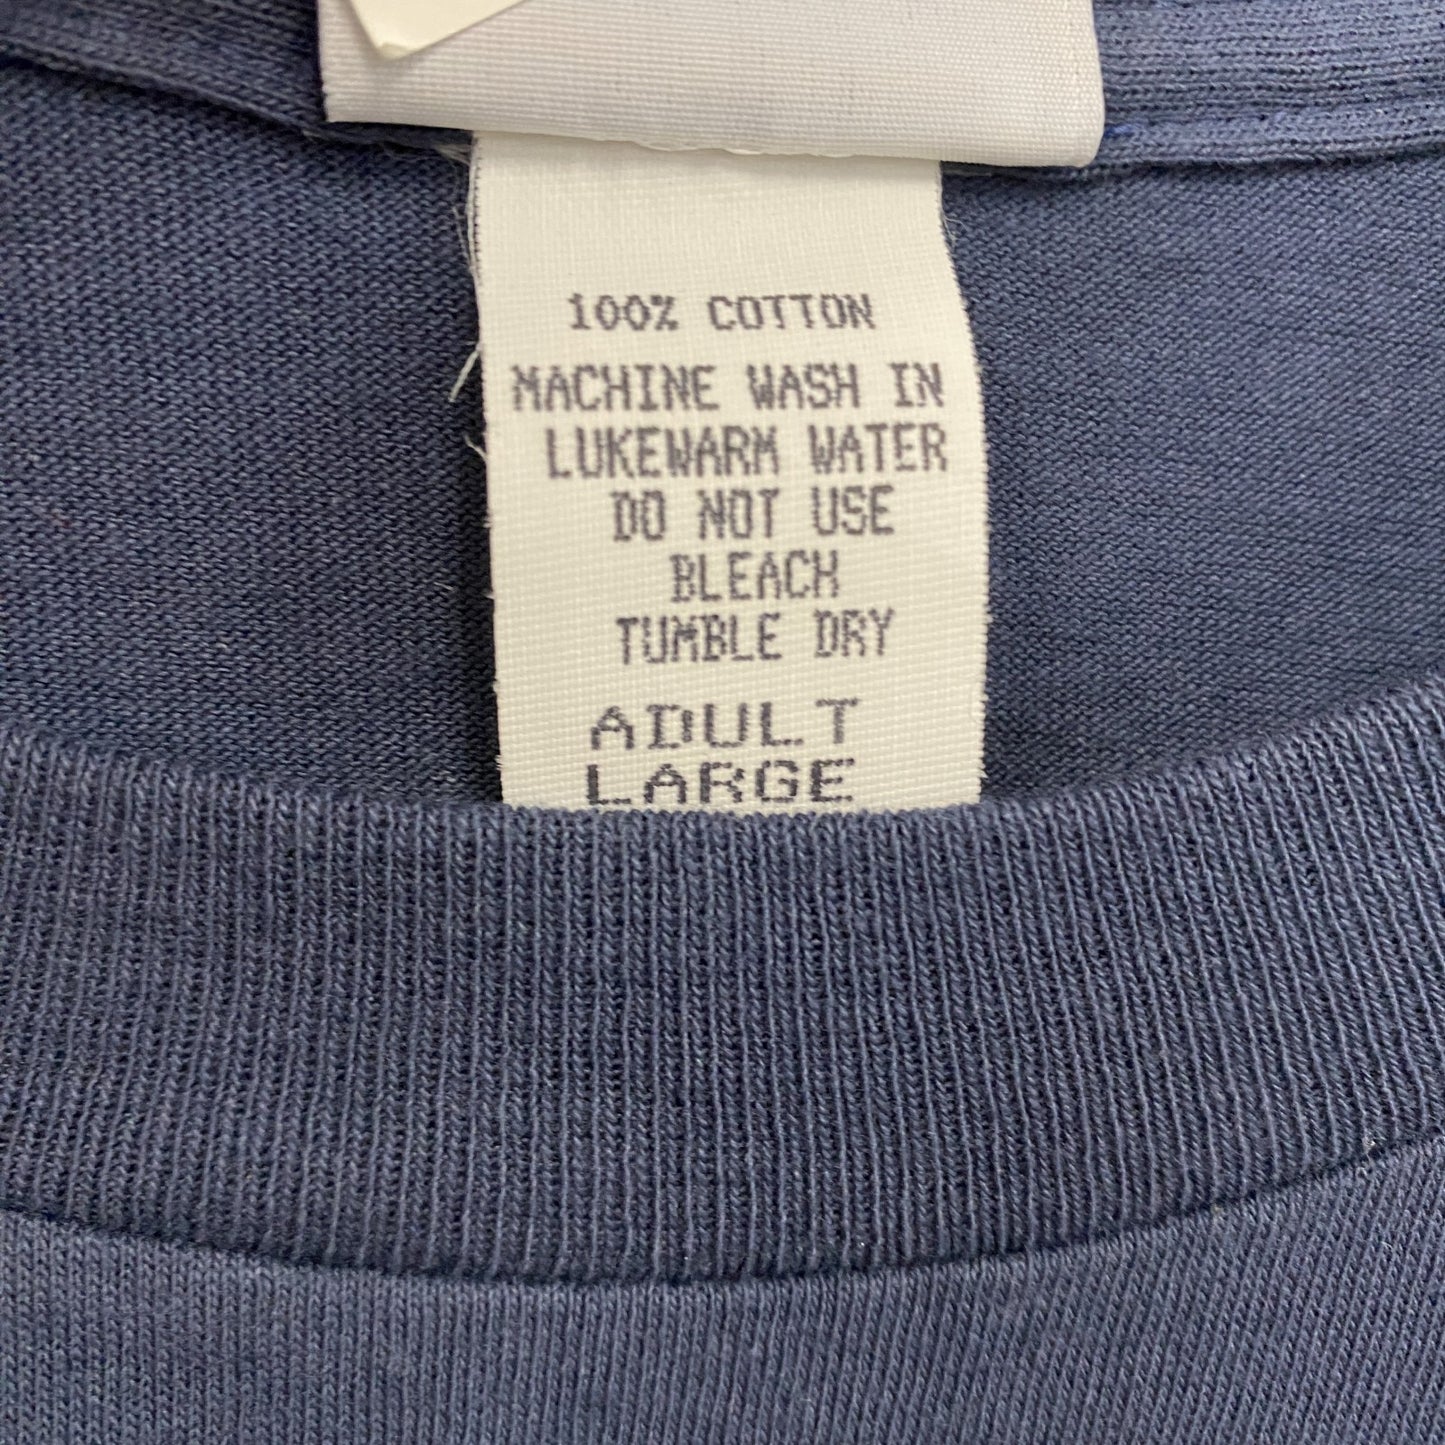 100% COTTON
MACHINE WASH IN
LUKEWARM WATER
DO NOT USE
BLEACH
TUMBLE DRY
ADULT
LARGE